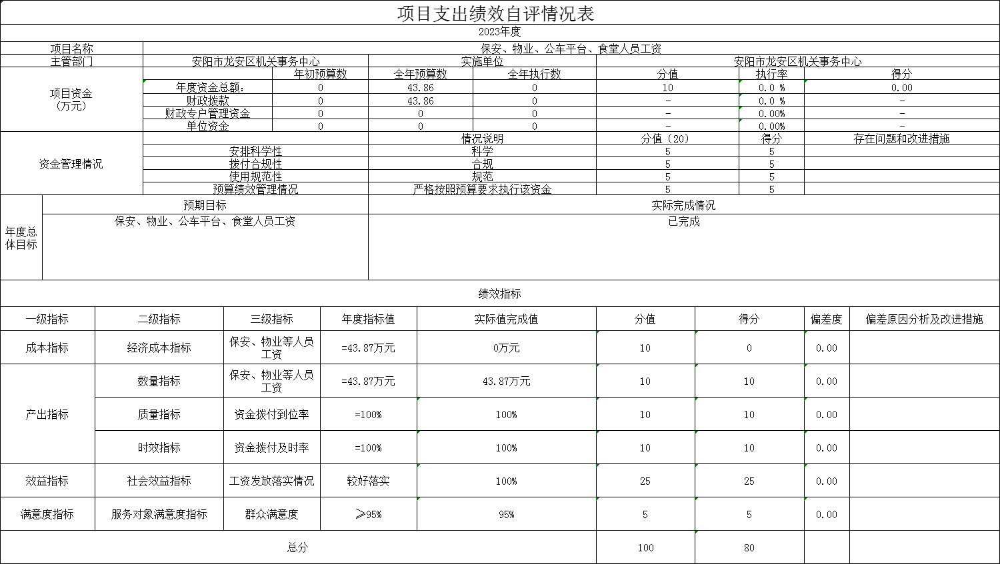 项目支出绩效自评情况表
2023年度
项目名称 保安、物业、公车平台、食堂人员工资
主管部门 安阳市龙安区机关事务中心 实施单位 安阳市龙安区机关事务中心
项目资金
(万元)
年初预算数 全年预算数 全年执行数 分值 执行率 得分
年度资金总额: 0 43.86 0 10 0.0 % 0.00
财政拨款 0 43.86 0 - 0.0 % -
财政专户管理资金 0 0 0 - 0.00% -
单位资金 0 0 0 - 0.00% -
资金管理情况
情况说明 分值（20） 得分 存在问题和改进措施
安排科学性 科学 5 5
拨付合规性 合规 5 5
使用规范性 规范 5 5
预算绩效管理情况 严格按照预算要求执行该资金 5 5
年度总
体目标
预期目标 实际完成情况
保安、物业、公车平台、食堂人员工资 已完成
绩效指标
一级指标 二级指标 三级指标 年度指标值 实际值完成值 分值 得分 偏差度 偏差原因分析及改进措施
成本指标 经济成本指标 保安、物业等人员
工资 =43.87万元 0万元 10 0 0.00
产出指标
数量指标 保安、物业等人员
工资 =43.87万元 43.87万元 10 10 0.00
质量指标 资金拨付到位率 =100% 100% 10 10 0.00
时效指标 资金拨付及时率 =100% 100% 10 10 0.00
效益指标 社会效益指标 工资发放落实情况 较好落实 100% 25 25 0.00
满意度指标 服务对象满意度指标 群众满意度 ≥95% 95% 5 5 0.00
总分 100 80